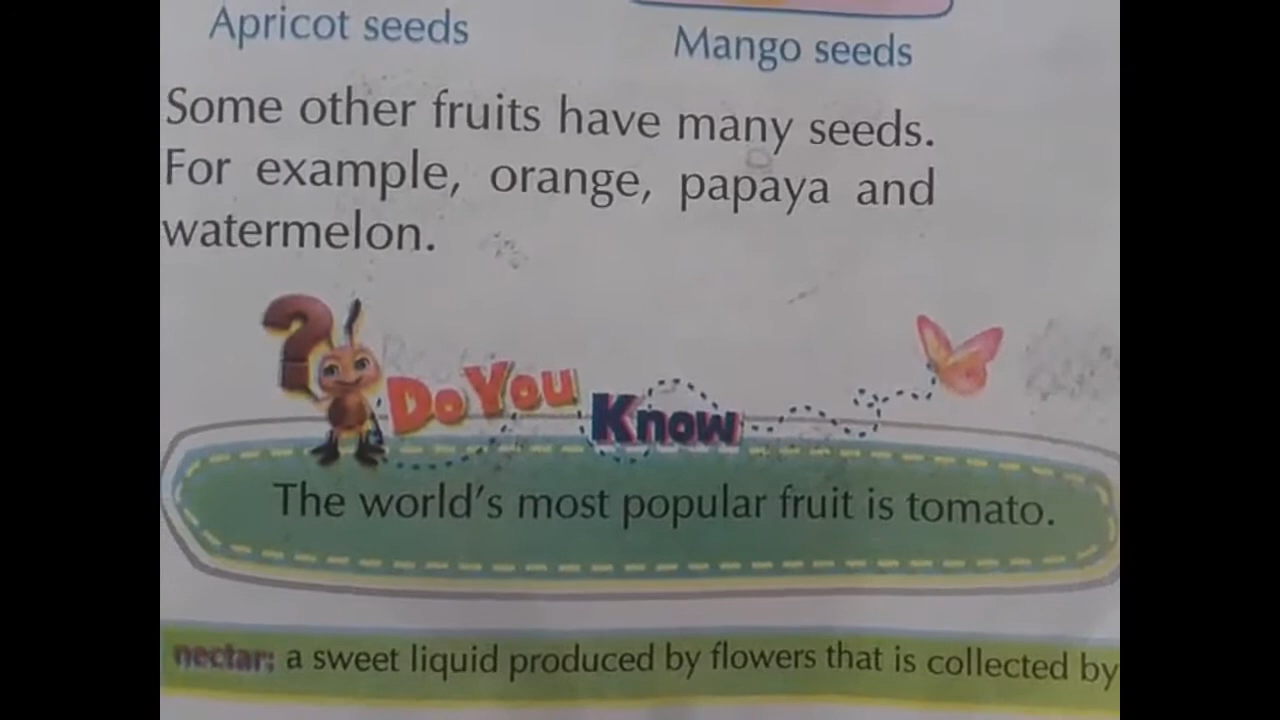 Apricot seeds
Mango seeds
Some other fruits have many seeds.
For example, orange, papaya and
watermelon.
Do You Know
The world's most popular fruit is tomato.
nectar: a sweet liquid produced by flowers that is collected by